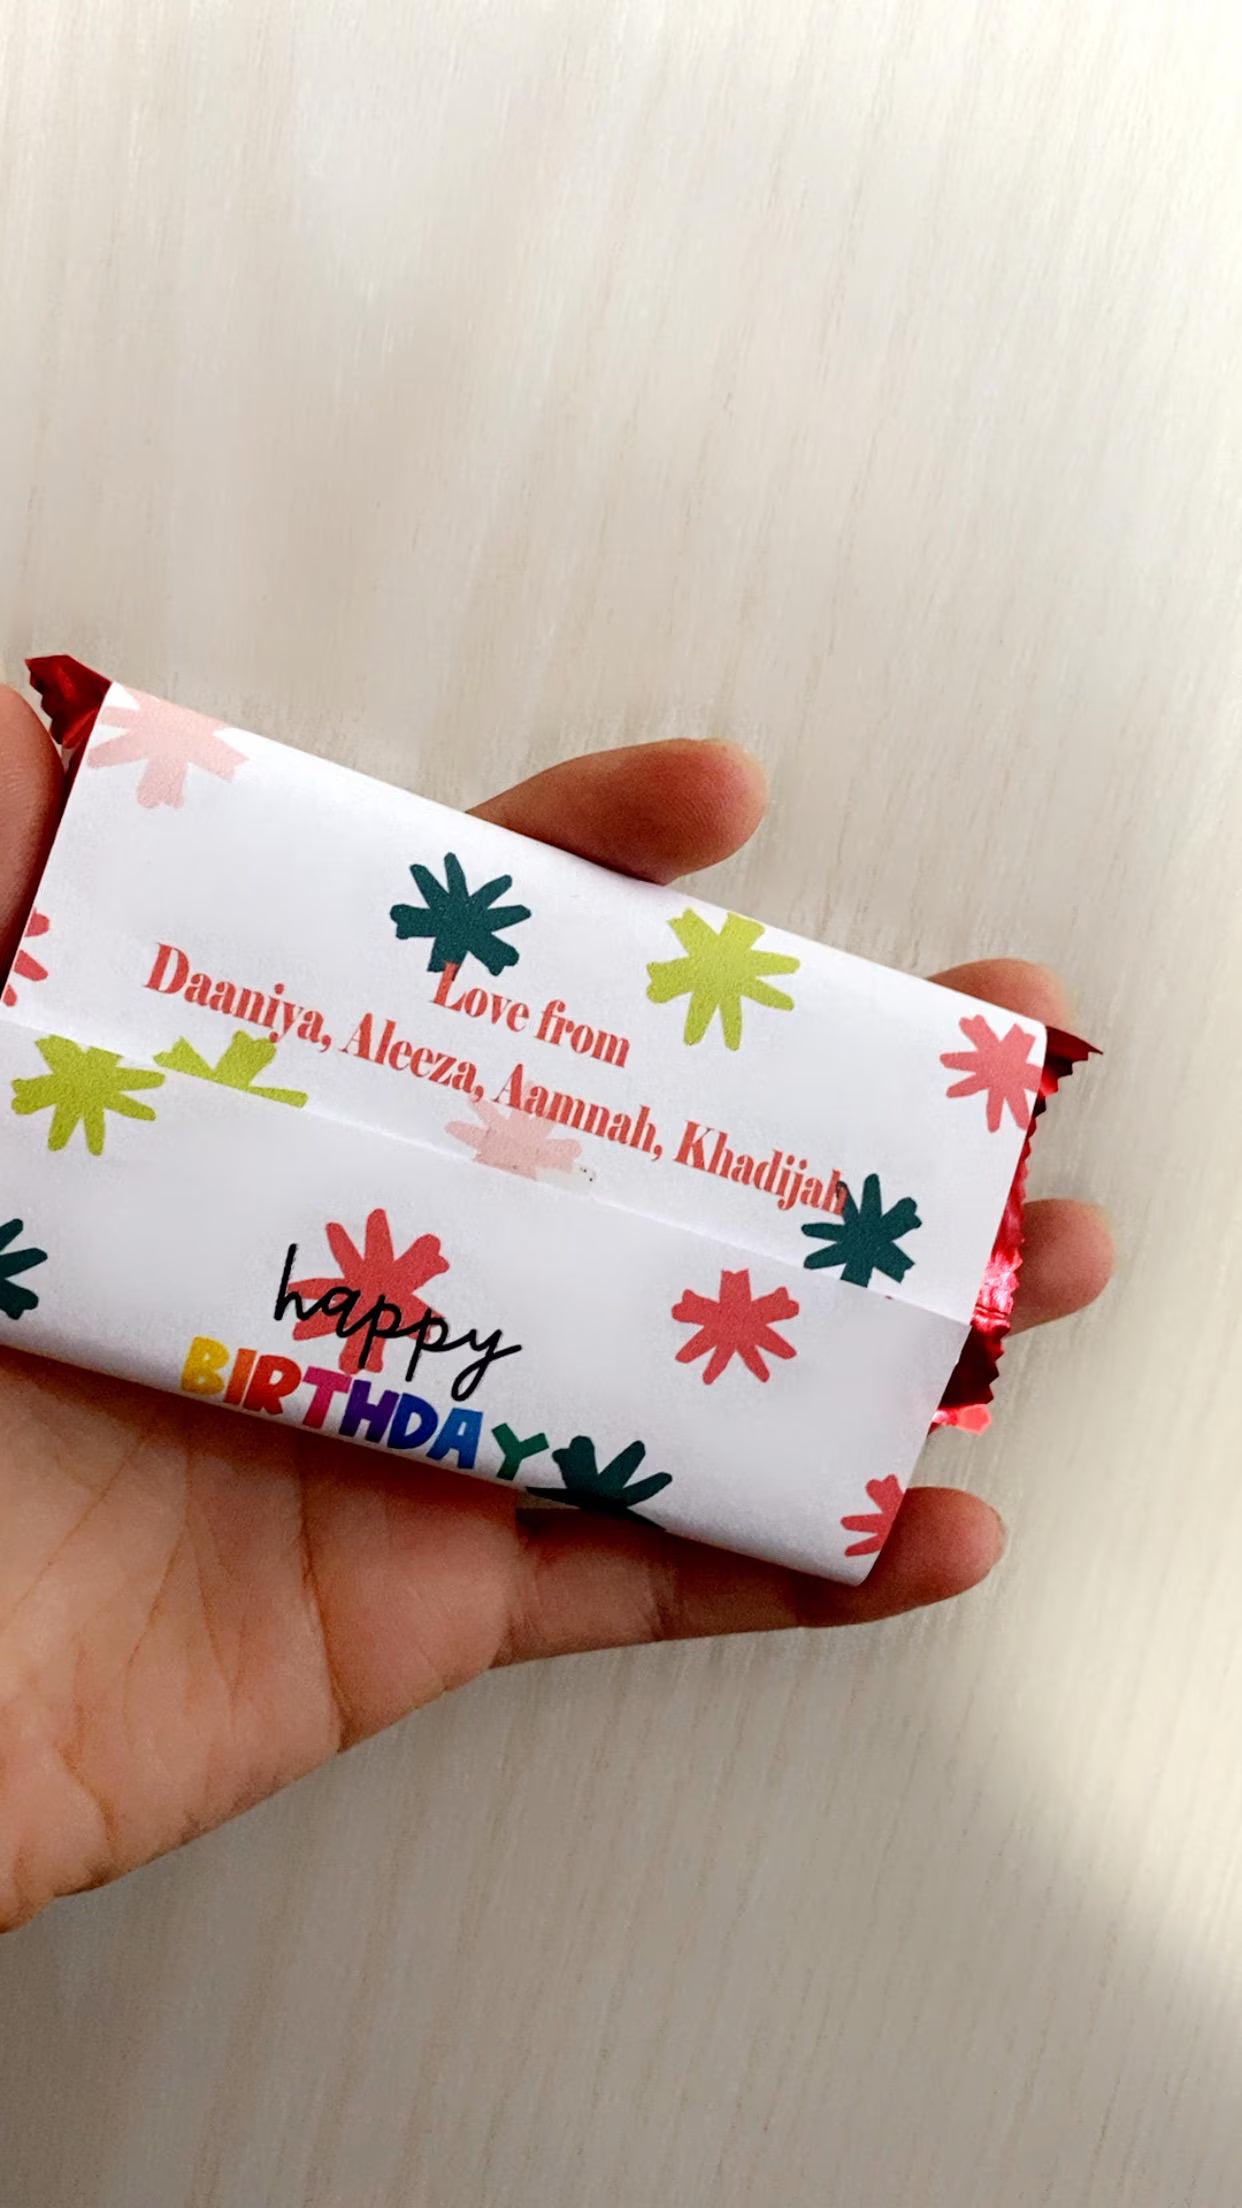 Love from
Daaniya, Aleeza, Aamnah, Khadijah
happy
BIRTHDAY